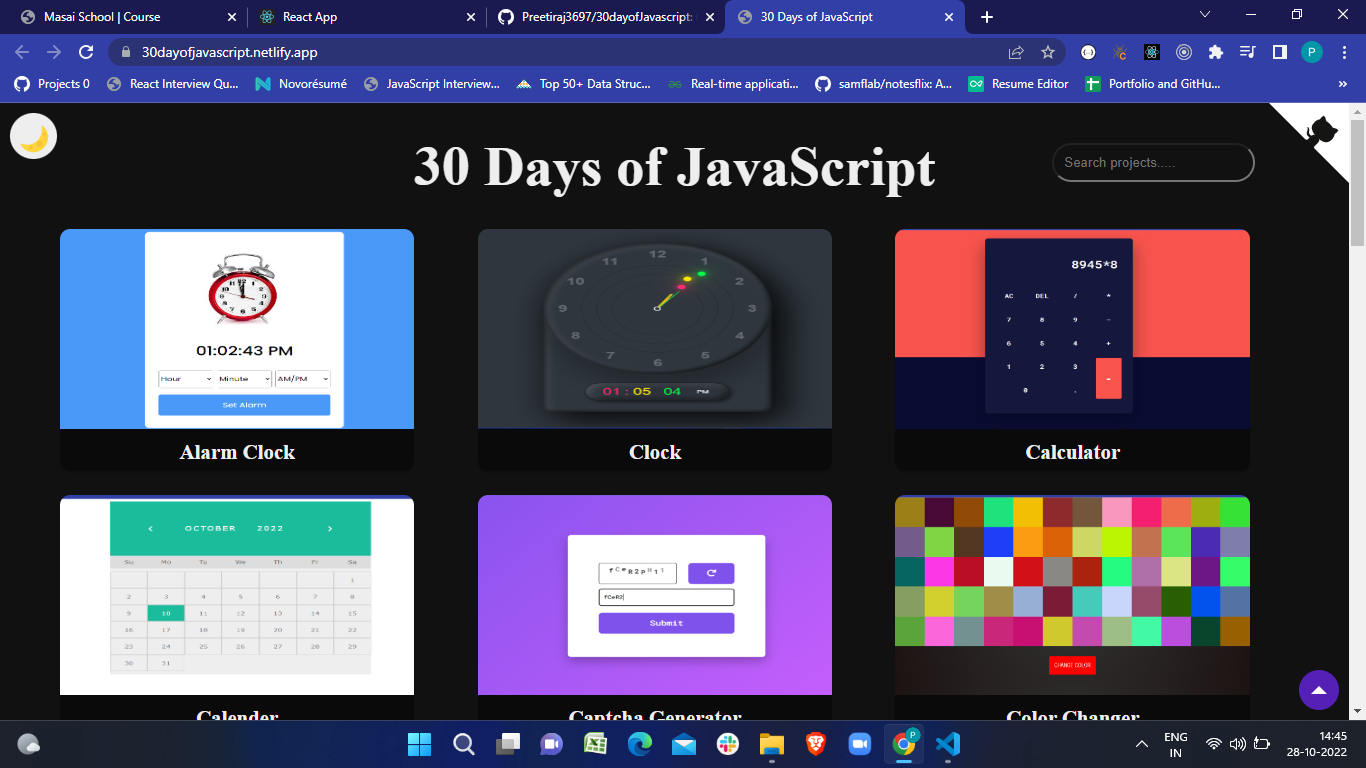 Masai School | Course
React App
Preetiraj3697/30dayofJavascript:
30 Days of JavaScript
30dayofjavascript.netlify.app
P
Projects 0
React Interview Qu...
Novorésumé
JavaScript Interview...
Top 50+ Data Struc...
Real-time applicati...
samflab/notesflix: A...
Resume Editor
Portfolio and GitHu...
30 Days of JavaScript
Search projects.....
01:02:43 PM
Hour Minute AM/PM
Set Alarm
Alarm Clock
12 1 2 3 4 5 6 7 8 9 10 11
01 : 05 04 PM
Clock
8945*8
AC DEL / *
7 8 9 -
6 5 4 +
1 2 3 =
0 .
Calculator
< OCTOBER 2022 >
Su Mo Tu We Th Fr Sa
1
2 3 4 5 6 7 8
9 10 11 12 13 14 15
16 17 18 19 20 21 22
23 24 25 26 27 28 29
30 31
Calender
fCeR2
Submit
Captcha Generator
CHANGE COLOR
Color Changer
ENG
IN
14:45
28-10-2022